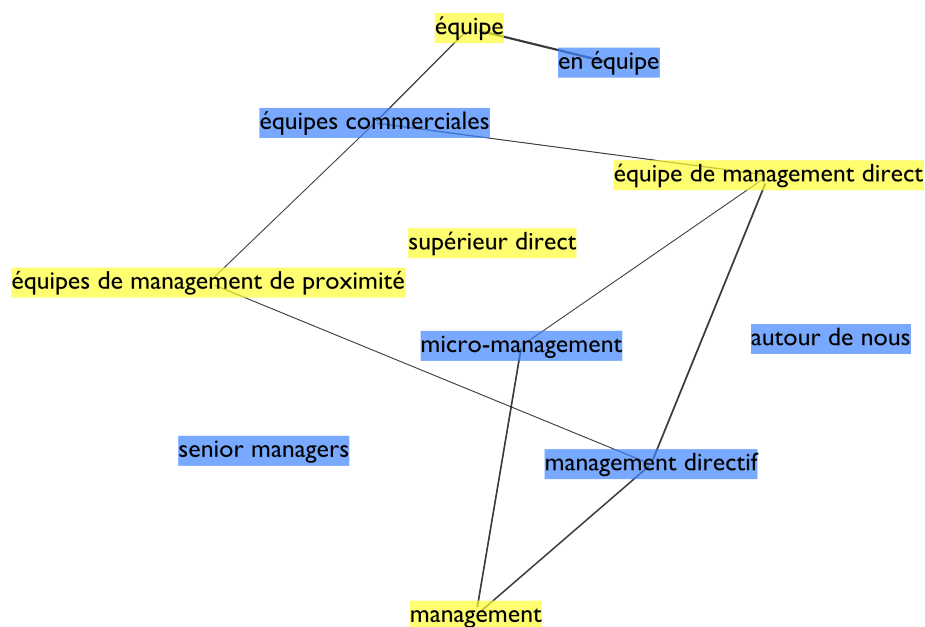 équipe
en équipe
équipes commerciales
équipe de management direct
supérieur direct
équipes de management de proximité
micro-management
autour de nous
senior managers
management directif
management